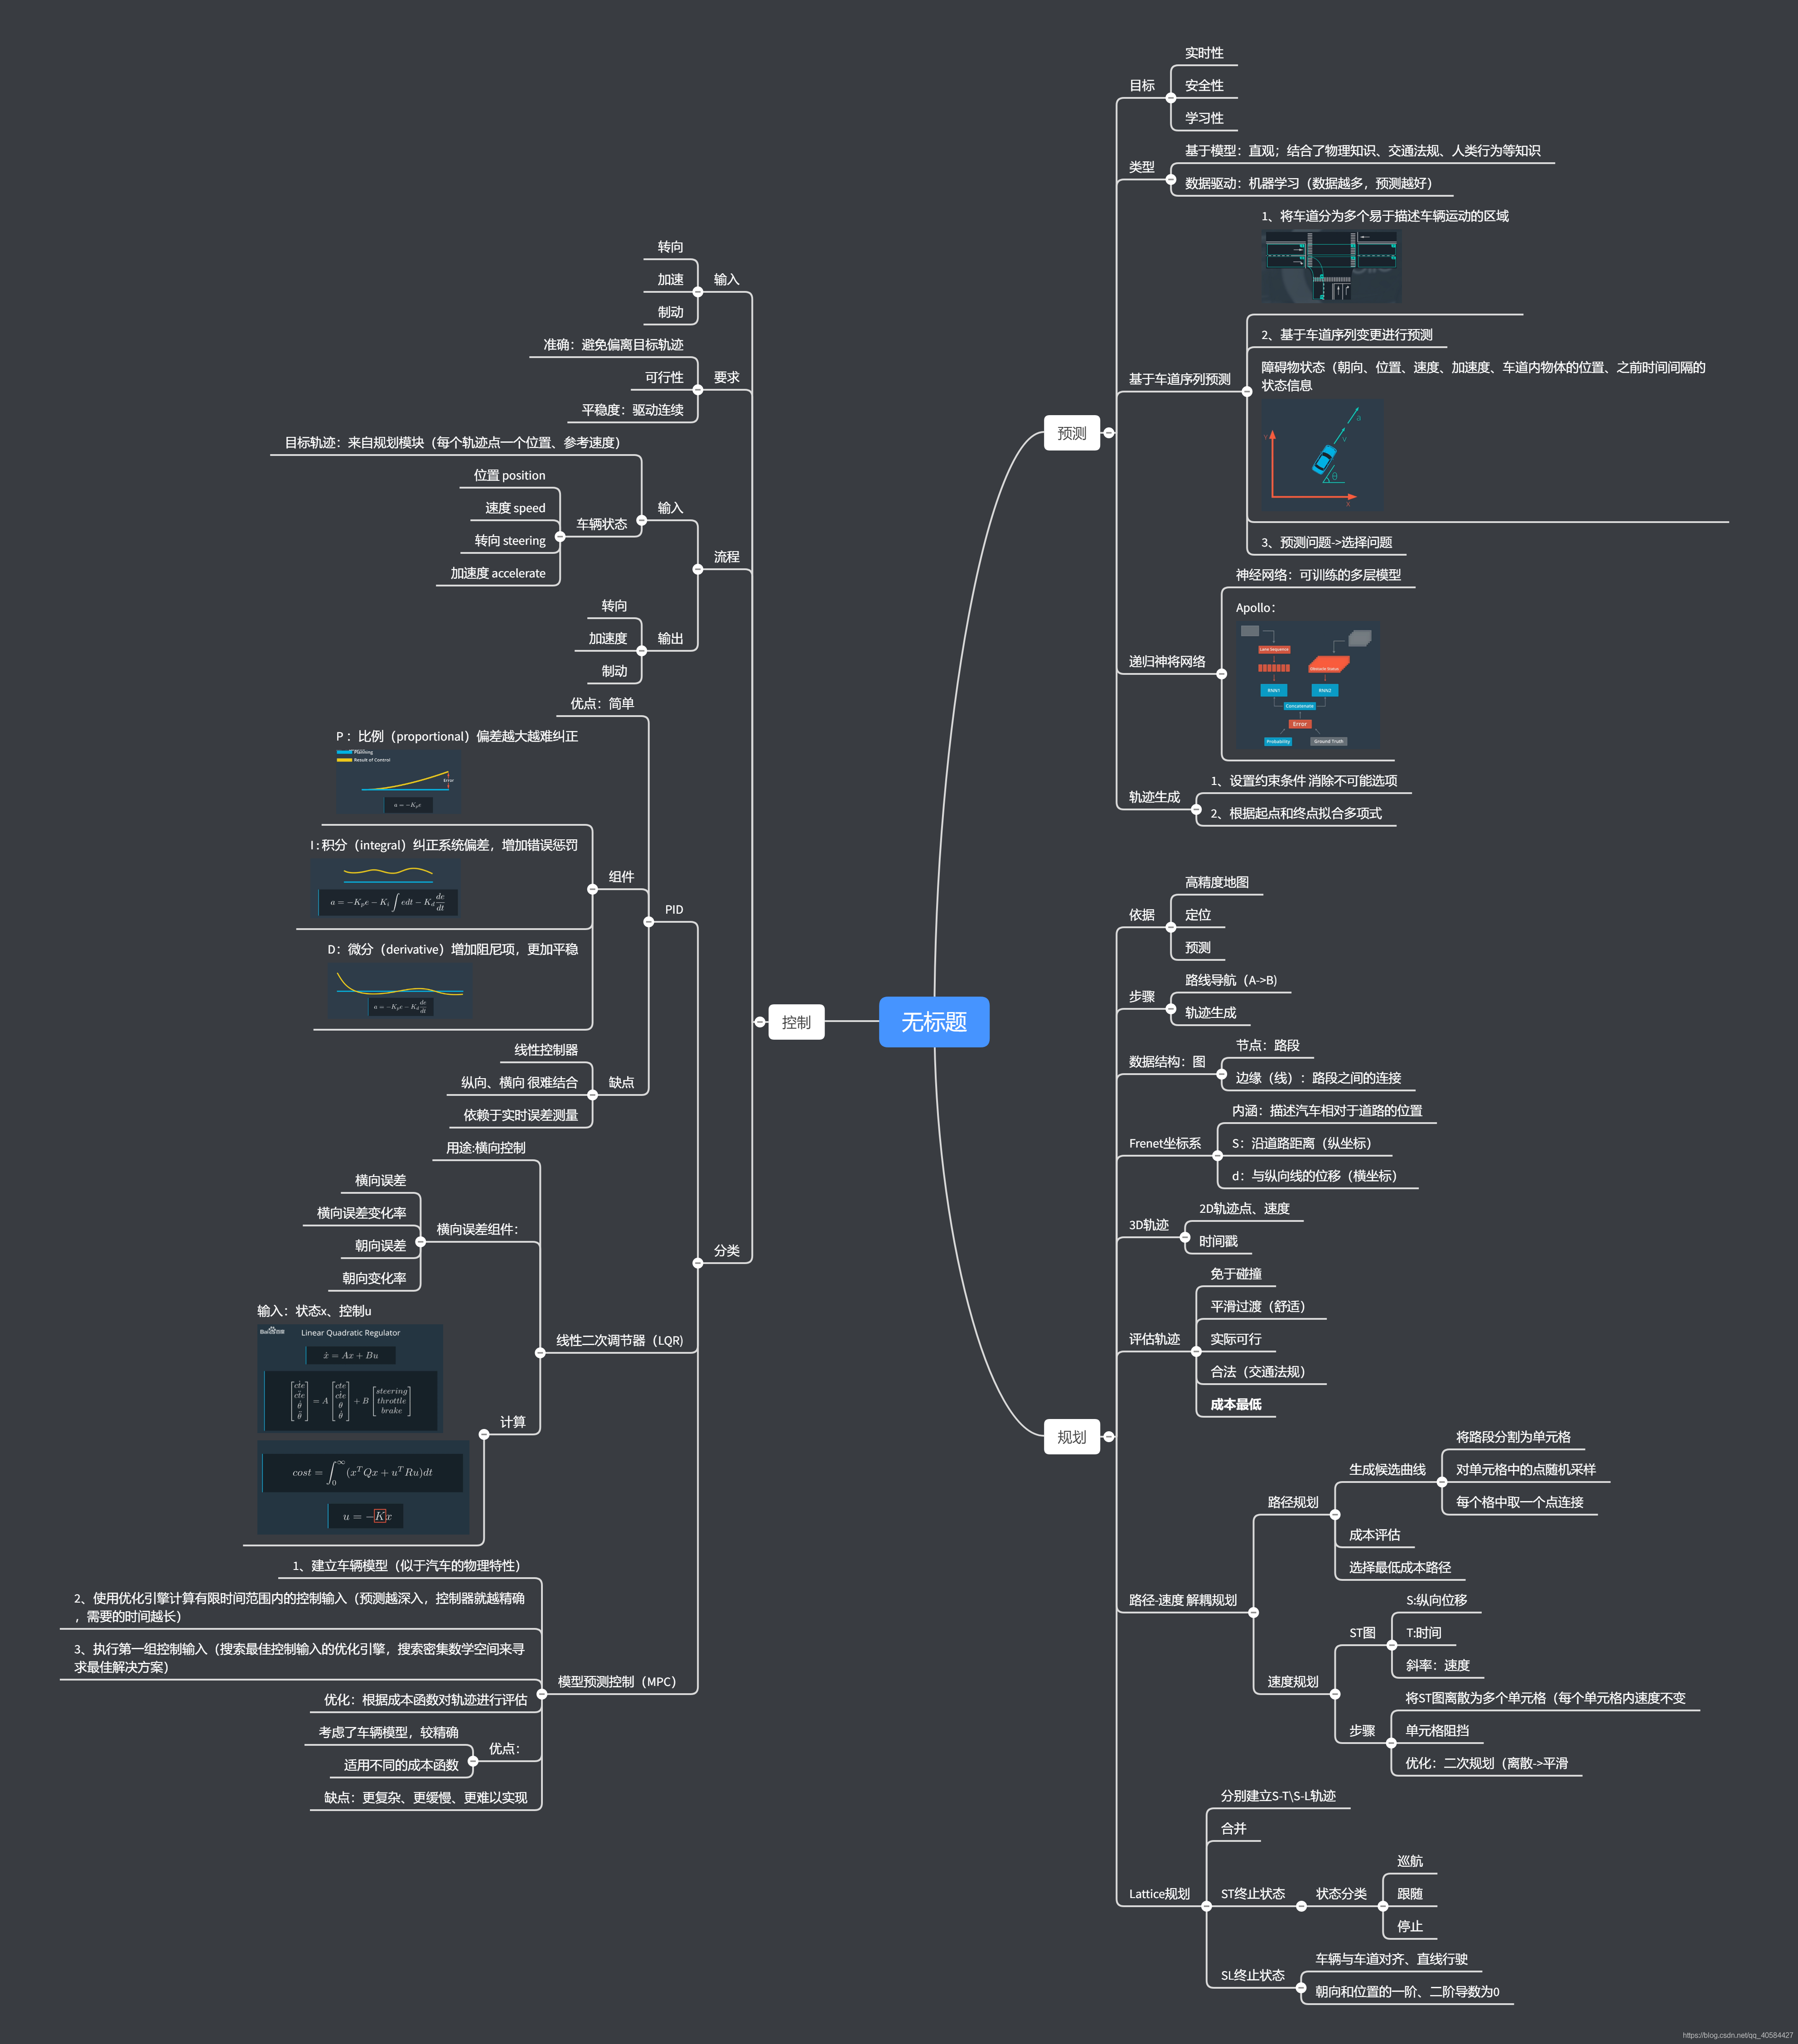 无标题
预测
目标
实时性
安全性
学习性
类型
基于模型：直观；结合了物理知识、交通法规、人类行为等知识
数据驱动：机器学习（数据越多，预测越好）
基于车道序列预测
1、将车道分为多个易于描述车辆运动的区域
2、基于车道序列变更进行预测
障碍物状态（朝向、位置、速度、加速度、车道内物体的位置、之前时间间隔的
状态信息
a
v
θ
Y
X
3、预测问题->选择问题
递归神将网络
神经网络：可训练的多层模型
Apollo：
Lane Sequence
RNN1
RNN2
Concatenate
Error
Probability
Ground Truth
轨迹生成
1、设置约束条件 消除不可能选项
2、根据起点和终点拟合多项式
规划
依据
高精度地图
定位
预测
步骤
路线导航（A->B)
轨迹生成
数据结构：图
节点：路段
边缘（线）：路段之间的连接
Frenet坐标系
内涵：描述汽车相对于道路的位置
S：沿道路距离（纵坐标）
d：与纵向线的位移（横坐标）
3D轨迹
2D轨迹点、速度
时间戳
评估轨迹
免于碰撞
平滑过渡（舒适）
实际可行
合法（交通法规）
成本最低
路径-速度 解耦规划
路径规划
生成候选曲线
将路段分割为单元格
对单元格中的点随机采样
每个格中取一个点连接
成本评估
选择最低成本路径
速度规划
ST图
S:纵向位移
T:时间
斜率：速度
步骤
将ST图离散为多个单元格（每个单元格内速度不变
单元格阻挡
优化：二次规划（离散->平滑
Lattice规划
分别建立S-T\S-L轨迹
合并
ST终止状态
状态分类
巡航
跟随
停止
SL终止状态
车辆与车道对齐、直线行驶
朝向和位置的一阶、二阶导数为0
控制
输入
转向
加速
制动
要求
准确：避免偏离目标轨迹
可行性
平稳度：驱动连续
流程
输入
目标轨迹：来自规划模块（每个轨迹点一个位置、参考速度）
车辆状态
位置 position
速度 speed
转向 steering
加速度 accelerate
输出
转向
加速度
制动
分类
PID
优点：简单
组件
P ：比例（proportional）偏差越大越难纠正
Planning
Result of Control
Error
a = −K_p e
I : 积分（integral）纠正系统偏差，增加错误惩罚
a = −K_p e − K_i ∫ edt − K_d de/dt
D：微分（derivative）增加阻尼项，更加平稳
a = −K_p e − K_d de/dt
缺点
线性控制器
纵向、横向 很难结合
依赖于实时误差测量
线性二次调节器（LQR)
用途:横向控制
横向误差组件：
横向误差
横向误差变化率
朝向误差
朝向变化率
计算
输入：状态x、控制u
Bai 百度
Linear Quadratic Regulator
ẋ = Ax + Bu
[cṫe cẗe θ̇ θ̈] = A [cte cṫe θ θ̇] + B [steering throttle brake]
cost = ∫₀^∞ (xᵀQx + uᵀRu)dt
u = −Kx
模型预测控制（MPC）
1、建立车辆模型（似于汽车的物理特性）
2、使用优化引擎计算有限时间范围内的控制输入（预测越深入，控制器就越精确
，需要的时间越长）
3、执行第一组控制输入（搜索最佳控制输入的优化引擎，搜索密集数学空间来寻
求最佳解决方案）
优化：根据成本函数对轨迹进行评估
优点：
考虑了车辆模型，较精确
适用不同的成本函数
缺点：更复杂、更缓慢、更难以实现
https://blog.csdn.net/qq_40584427